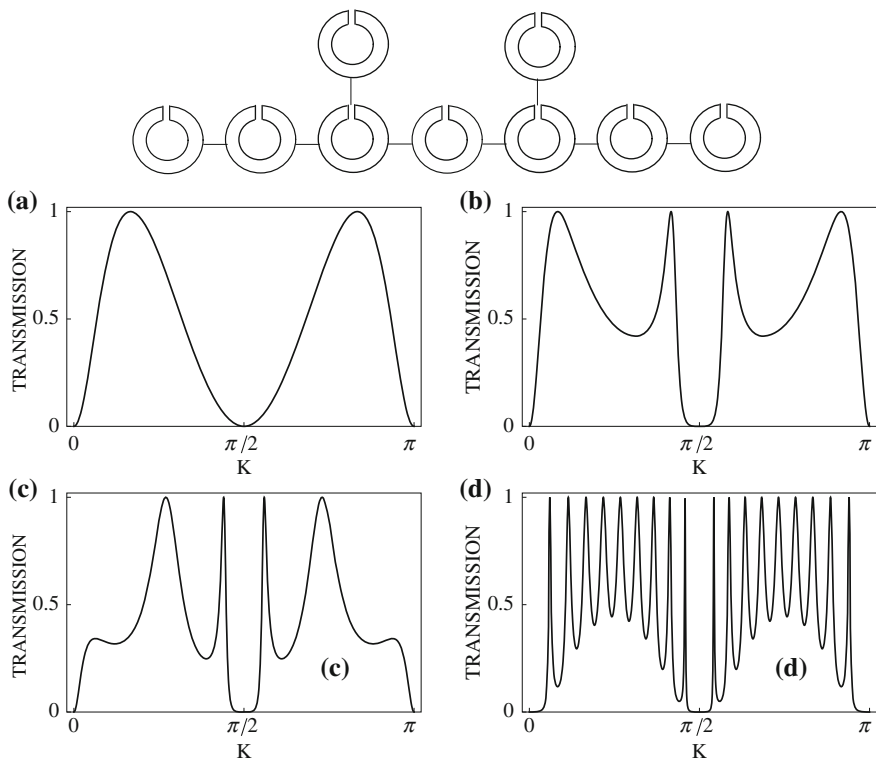 (a)
1
0.5
0
TRANSMISSION
0 π/2 π
K
(b)
1
0.5
0
TRANSMISSION
0 π/2 π
K
(c)
1
0.5
0
TRANSMISSION
(c)
0 π/2 π
K
(d)
1
0.5
0
TRANSMISSION
(d)
0 π/2 π
K